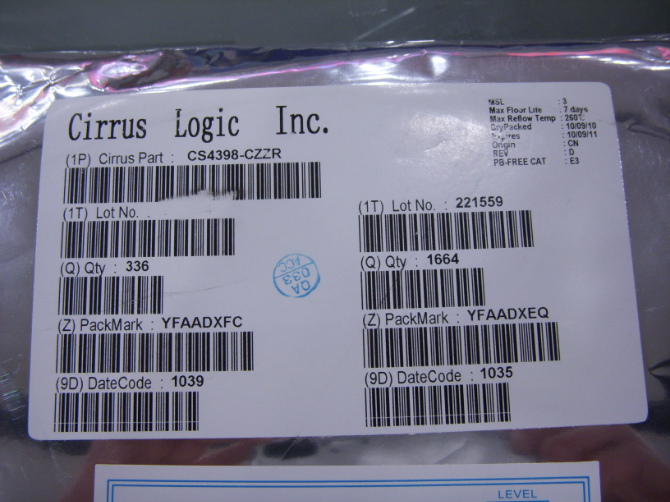 Cirrus Logic Inc.
(1P) Cirrus Part : CS4398-CZZR
MSL : 3
Max Floor Life : 7 days
Max Reflow Temp : 260℃
DryPacked : 10/09/10
Expires : 10/09/11
Origin : CN
REV : D
PB-FREE CAT : E3
(1T) Lot No.
(Q) Qty : 336
(Z) PackMark : YFAADXFC
(9D) DateCode : 1039
(1T) Lot No. : 221559
(Q) Qty : 1664
(Z) PackMark : YFAADXEQ
(9D) DateCode : 1035
QA
033
ACC
LEVEL